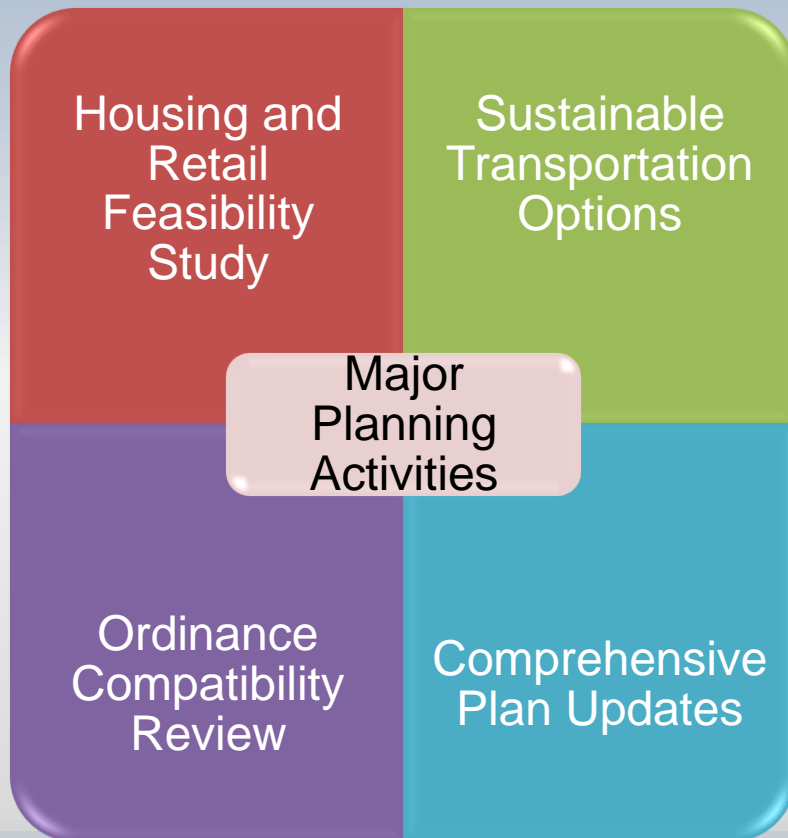 Housing and
Retail
Feasibility
Study
Sustainable
Transportation
Options
Major
Planning
Activities
Ordinance
Compatibility
Review
Comprehensive
Plan Updates